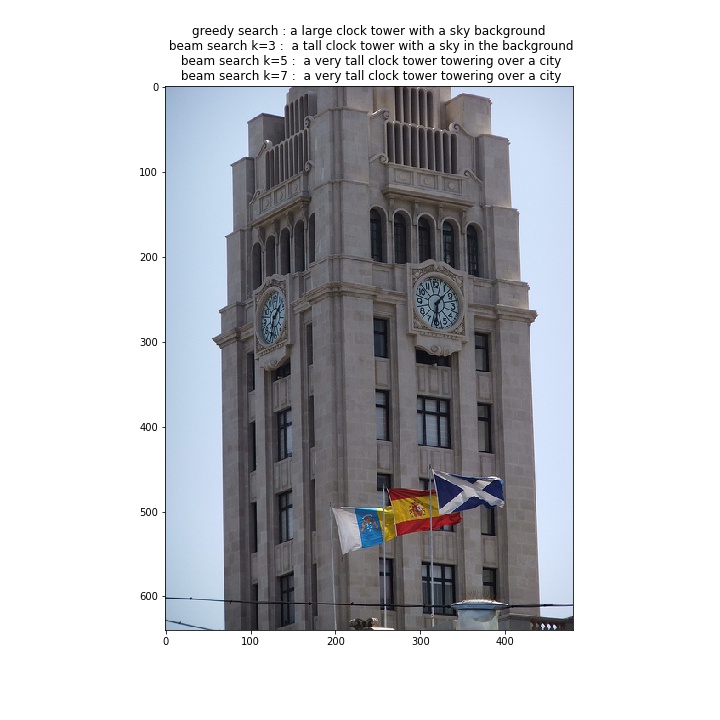 greedy search : a large clock tower with a sky background
beam search k=3 :  a tall clock tower with a sky in the background
beam search k=5 :  a very tall clock tower towering over a city
beam search k=7 :  a very tall clock tower towering over a city
0
100
200
300
400
500
600
0 100 200 300 400